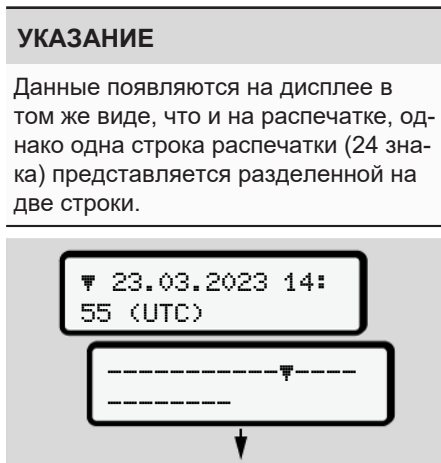 УКАЗАНИЕ
Данные появляются на дисплее в
том же виде, что и на распечатке, од-
нако одна строка распечатки (24 зна-
ка) представляется разделенной на
две строки.
▼ 23.03.2023 14:
55 (UTC)
-----------▼----
--------